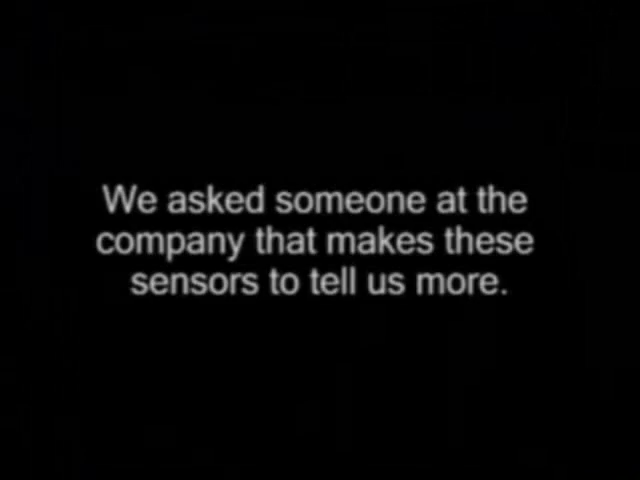 We asked someone at the
company that makes these
sensors to tell us more.